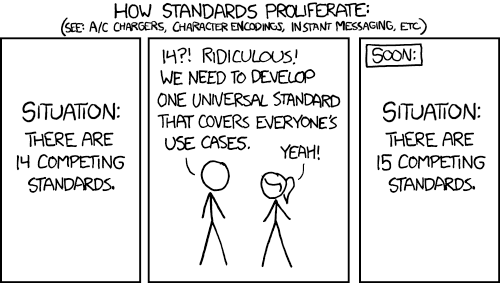 HOW STANDARDS PROLIFERATE:
(SEE: A/C CHARGERS, CHARACTER ENCODINGS, INSTANT MESSAGING, ETC.)
SITUATION:
THERE ARE
14 COMPETING
STANDARDS.
14?! RIDICULOUS!
WE NEED TO DEVELOP
ONE UNIVERSAL STANDARD
THAT COVERS EVERYONE'S
USE CASES.
YEAH!
SOON:
SITUATION:
THERE ARE
15 COMPETING
STANDARDS.